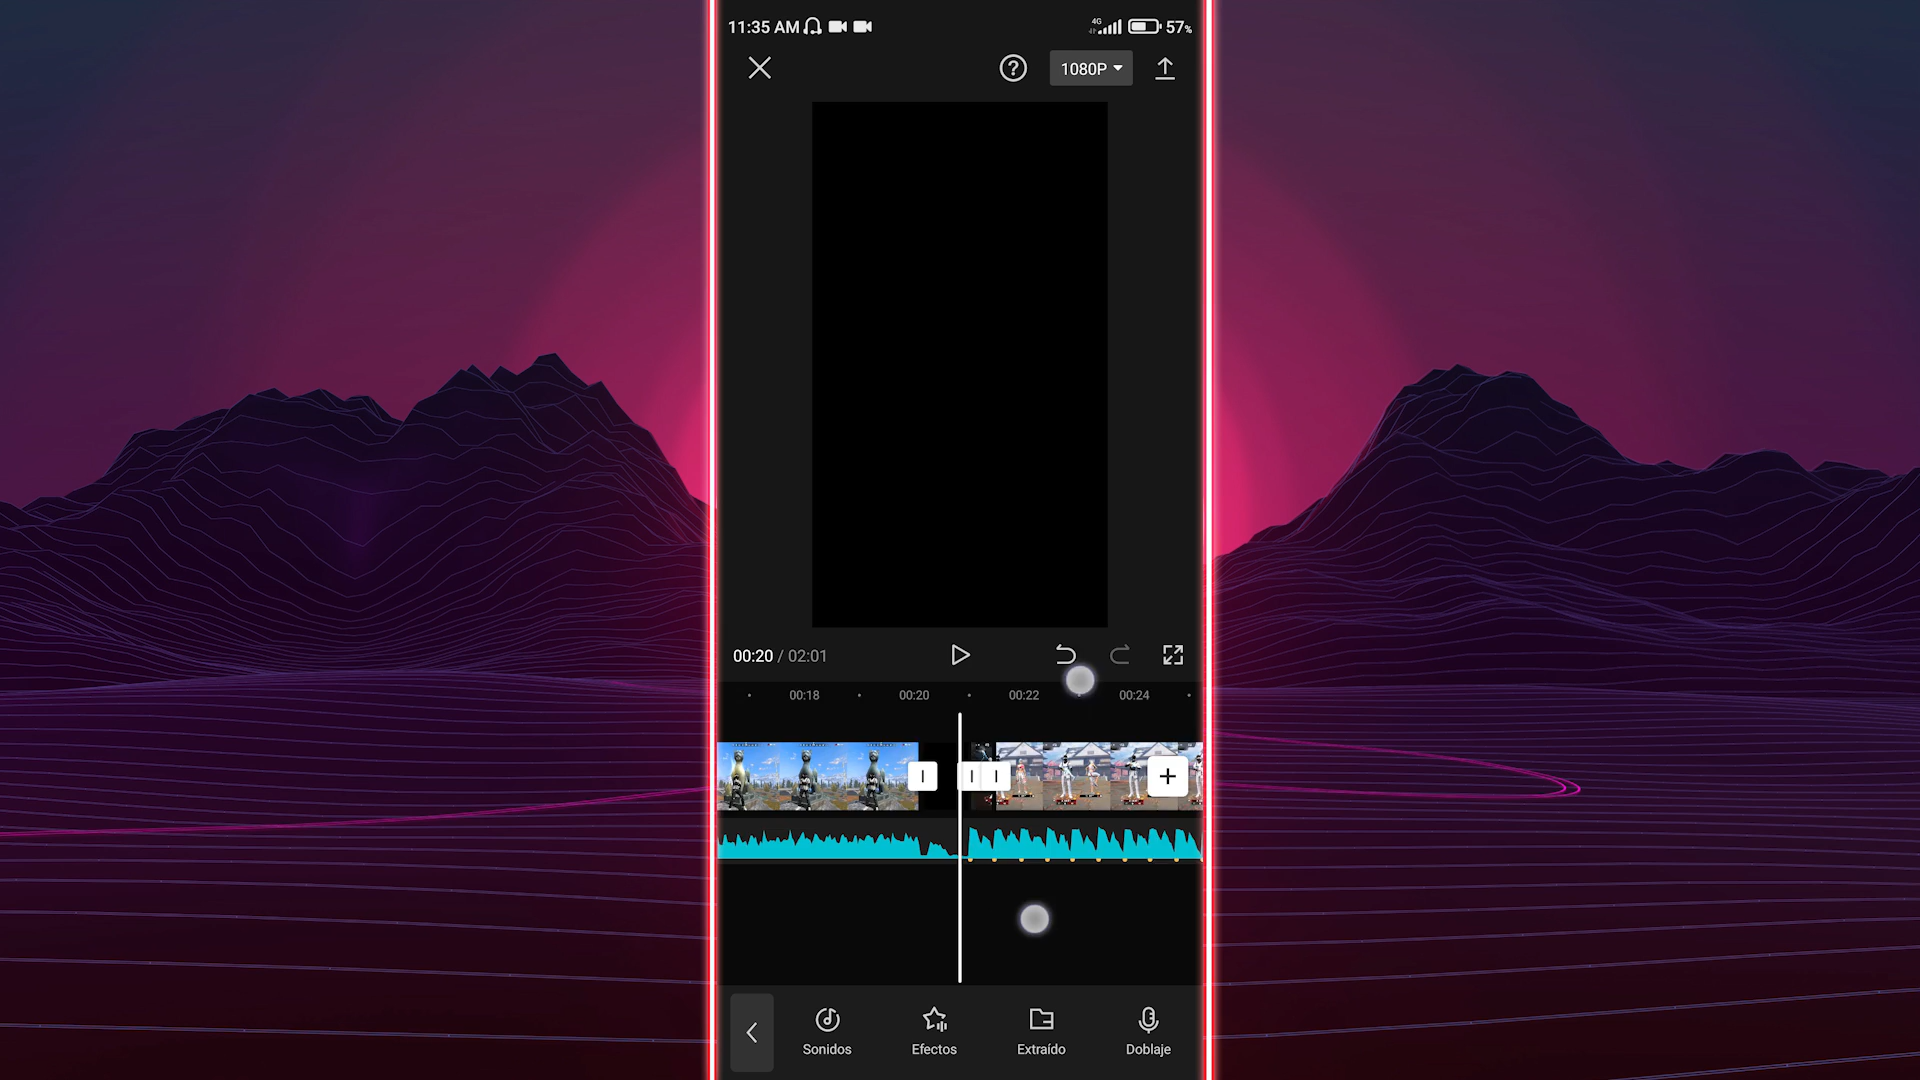 11:35 AM 4G 57%
1080P
00:20 / 02:01
00:18 00:20 00:22 00:24
Sonidos Efectos Extraído Doblaje